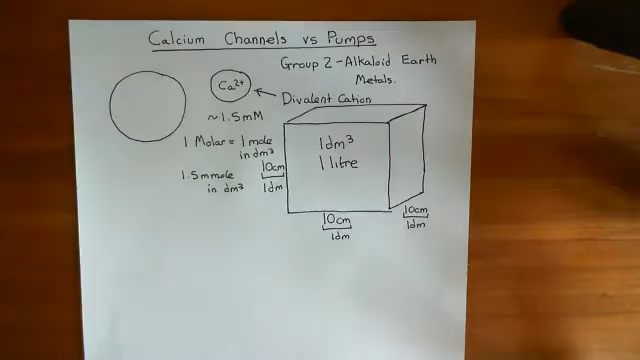 Calcium Channels vs Pumps
Group 2-Alkaloid Earth
Metals.
Ca2+
Divalent Cation
~1.5mM
1 Molar = 1 mole
in dm3
1.5mmole
in dm3
1dm3
1 litre
10cm
1dm
10cm
1dm
10cm
1dm